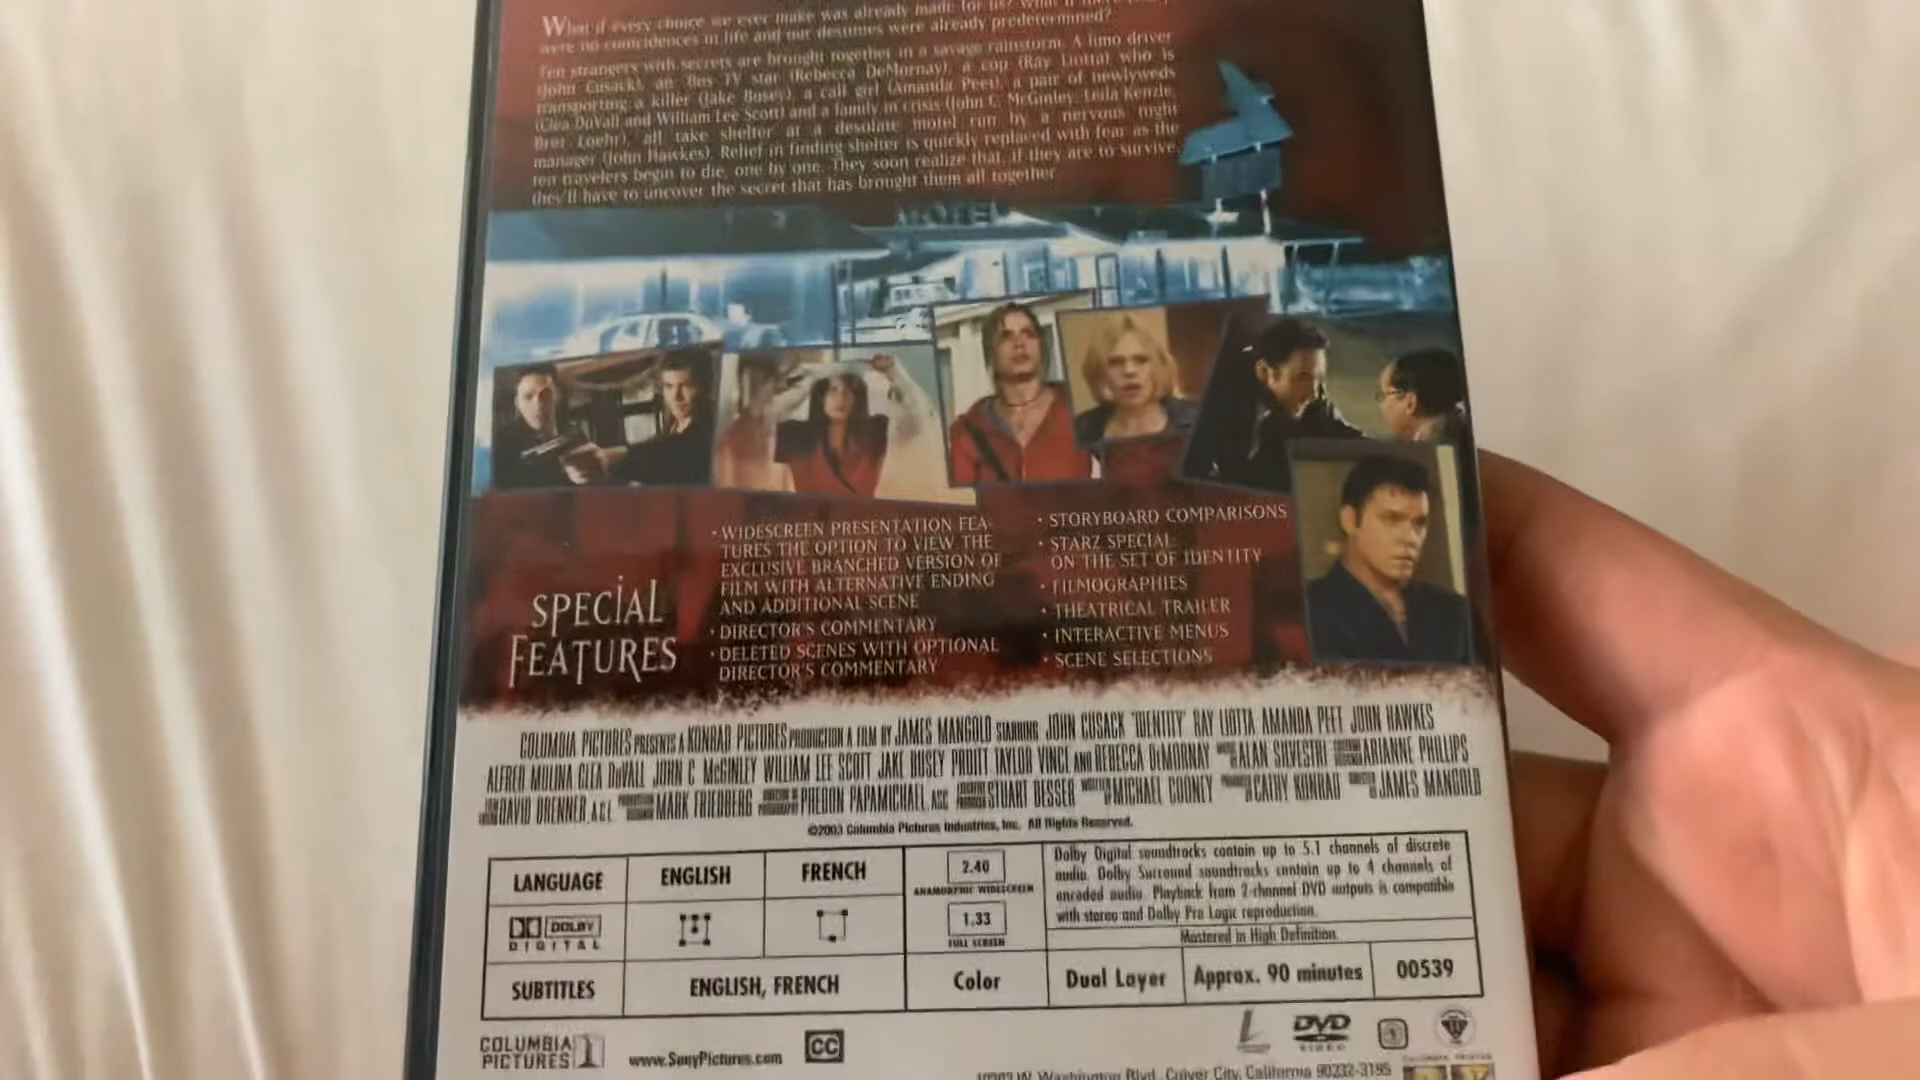 What if every choice we ever make was already made for us? What if there
were no coincidences in life and our destinies were already predetermined?
Ten strangers with secrets are brought together in a savage rainstorm. A limo driver
(John Cusack), an '80s TV star (Rebecca DeMornay), a cop (Ray Liotta) who is
transporting a killer (Jake Busey), a call girl (Amanda Peet), a pair of newlyweds
(Clea DuVall and William Lee Scott) and a family in crisis (John C. McGinley, Leila Kenzle,
Bret Loehr), all take shelter at a desolate motel run by a nervous night
manager (John Hawkes). Relief in finding shelter is quickly replaced with fear as the
ten travelers begin to die, one by one. They soon realize that, if they are to survive,
they'll have to uncover the secret that has brought them all together.
MOTEL
SPECIAL
FEATURES
· WIDESCREEN PRESENTATION FEA-
TURES THE OPTION TO VIEW THE
EXCLUSIVE BRANCHED VERSION OF
FILM WITH ALTERNATIVE ENDING
AND ADDITIONAL SCENE
· DIRECTOR'S COMMENTARY
· DELETED SCENES WITH OPTIONAL
DIRECTOR'S COMMENTARY
· STORYBOARD COMPARISONS
· STARZ SPECIAL
ON THE SET OF IDENTITY
· FILMOGRAPHIES
· THEATRICAL TRAILER
· INTERACTIVE MENUS
· SCENE SELECTIONS
COLUMBIA PICTURES PRESENTS A KONRAD PICTURES PRODUCTION A FILM BY JAMES MANGOLD STARRING JOHN CUSACK "IDENTITY" RAY LIOTTA AMANDA PEET JOHN HAWKES
ALFRED MOLINA CLEA DuVALL JOHN C McGINLEY WILLIAM LEE SCOTT JAKE BUSEY PRUITT TAYLOR VINCE AND REBECCA DeMORNAY ALAN SILVESTRI ARIANNE PHILLIPS
DAVID BRENNER, A.C.E. MARK FRIEDBERG PHEDON PAPAMICHAEL, ASC STUART BESSER MICHAEL COONEY CATHY KONRAD JAMES MANGOLD
©2003 Columbia Pictures Industries, Inc. All Rights Reserved.
LANGUAGE ENGLISH FRENCH
DOLBY
DIGITAL
SUBTITLES ENGLISH, FRENCH
2.40
ANAMORPHIC WIDESCREEN
1.33
FULL SCREEN
Color
Dolby Digital soundtracks contain up to 5.1 channels of discrete
audio. Dolby Surround soundtracks contain up to 4 channels of
encoded audio. Playback from 2-channel DVD outputs is compatible
with stereo and Dolby Pro Logic reproduction.
Mastered in High Definition.
Dual Layer Approx. 90 minutes 00539
COLUMBIA
PICTURES
www.SonyPictures.com
CC
DVD
VIDEO
1
10202 W. Washington Blvd., Culver City, California 90232-3195